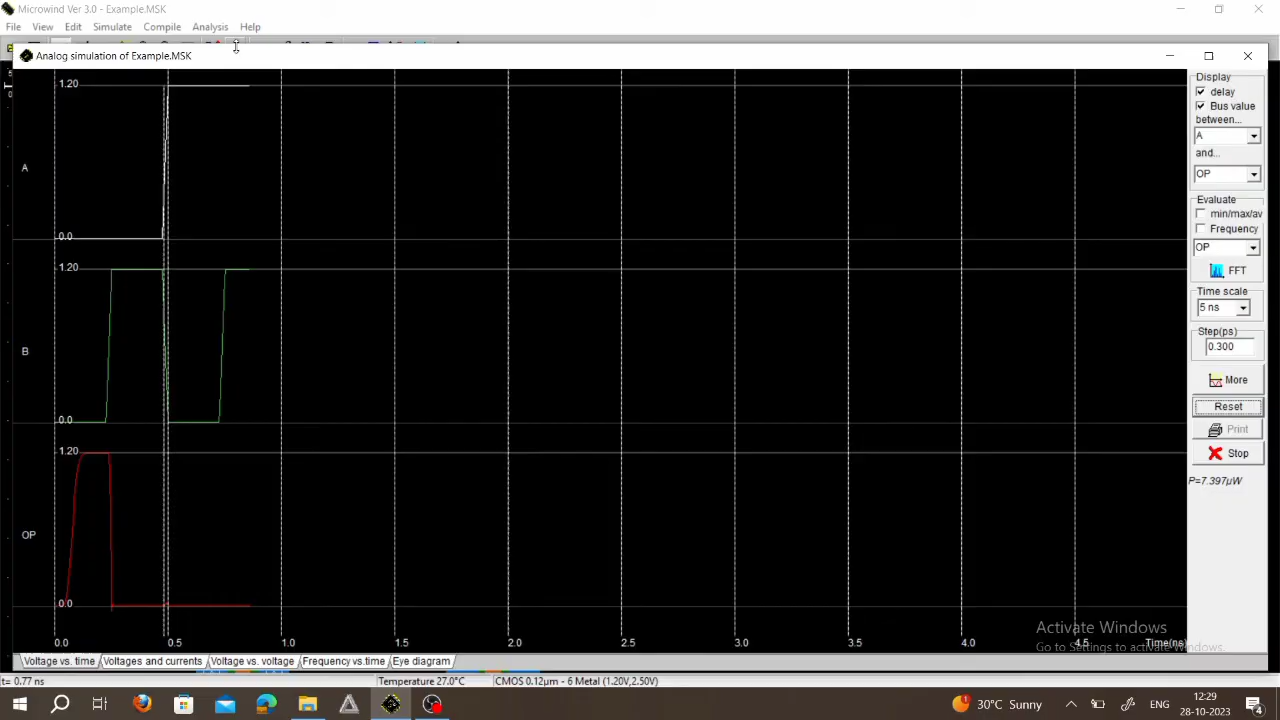 Microwind Ver 3.0 - Example.MSK
File View Edit Simulate Compile Analysis Help
Analog simulation of Example.MSK
1.20
A
0.0
1.20
B
0.0
1.20
OP
0.0
0.0 0.5 1.0 1.5 2.0 2.5 3.0 3.5 4.0 4.5 Time(ns)
Display
delay
Bus value
between...
A
and...
OP
Evaluate
min/max/av
Frequency
OP
FFT
Time scale
5 ns
Step(ps)
0.300
More
Reset
Print
Stop
P=7.397µW
Activate Windows
Go to Settings to activate Windows.
Voltage vs. time Voltages and currents Voltage vs. voltage Frequency vs.time Eye diagram
t= 0.77 ns Temperature 27.0°C CMOS 0.12µm - 6 Metal (1.20V,2.50V)
30°C Sunny ENG 12:29
28-10-2023
4